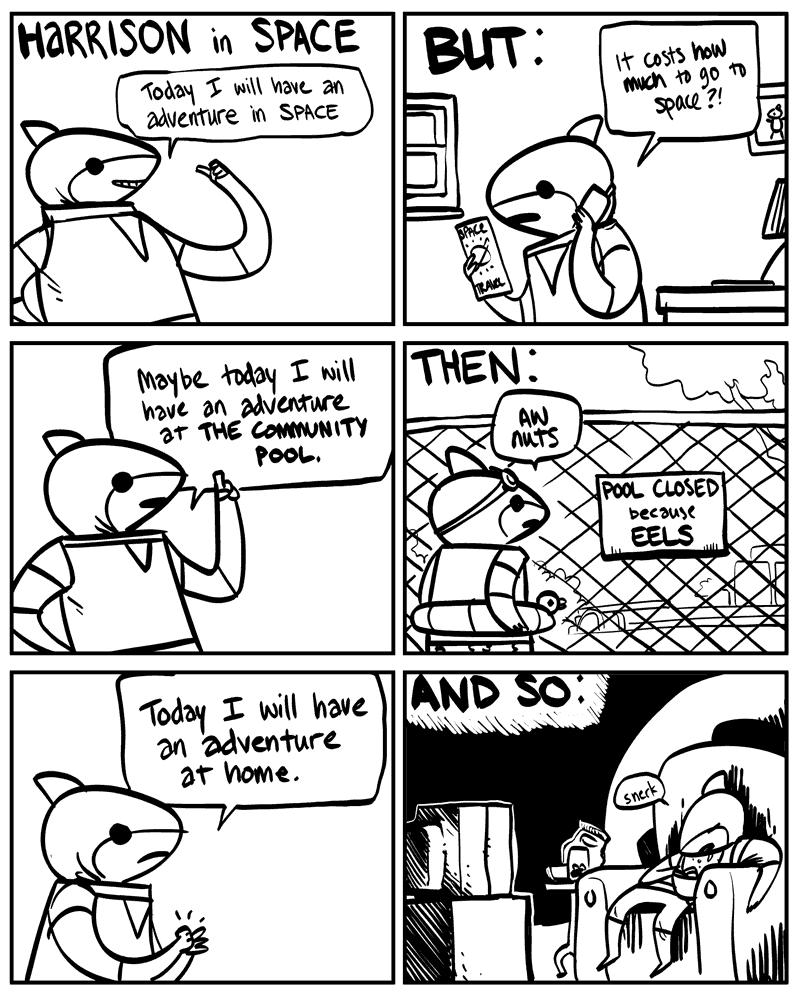 HARRISON in SPACE
Today I will have an
adventure in SPACE
BUT:
It costs how
much to go to
space?!
SPACE
TRAVEL
Maybe today I will
have an adventure
at THE COMMUNITY
POOL.
THEN:
AW
nuts
POOL CLOSED
because
EELS
Today I will have
an adventure
at home.
AND SO:
snerk